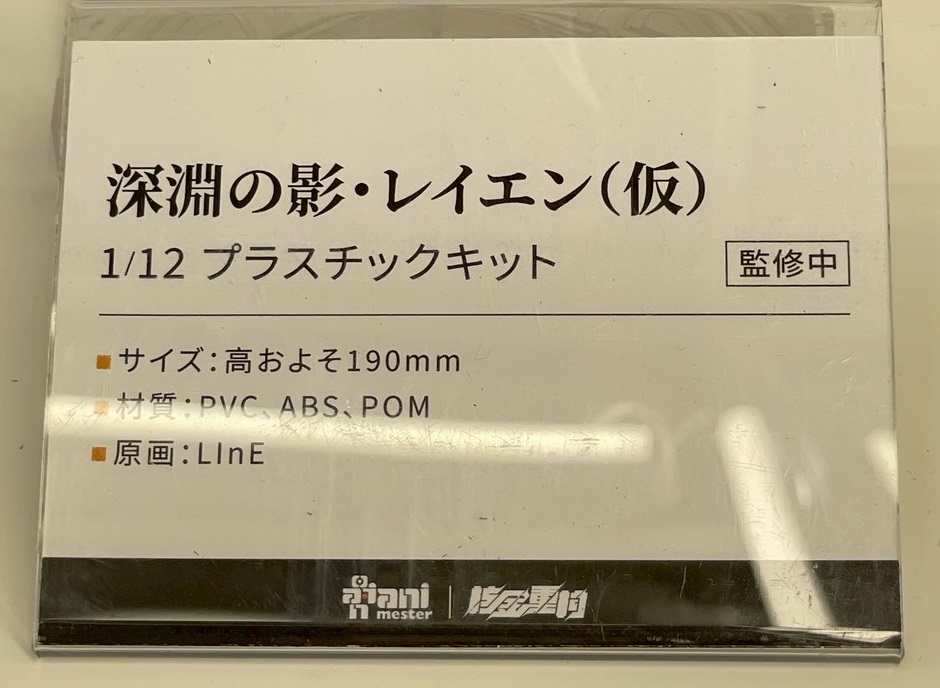 深淵の影・レイエン(仮)
1/12 プラスチックキット
監修中
■サイズ:高およそ190mm
■材質:PVC、ABS、POM
■原画:LInE
ani
mester